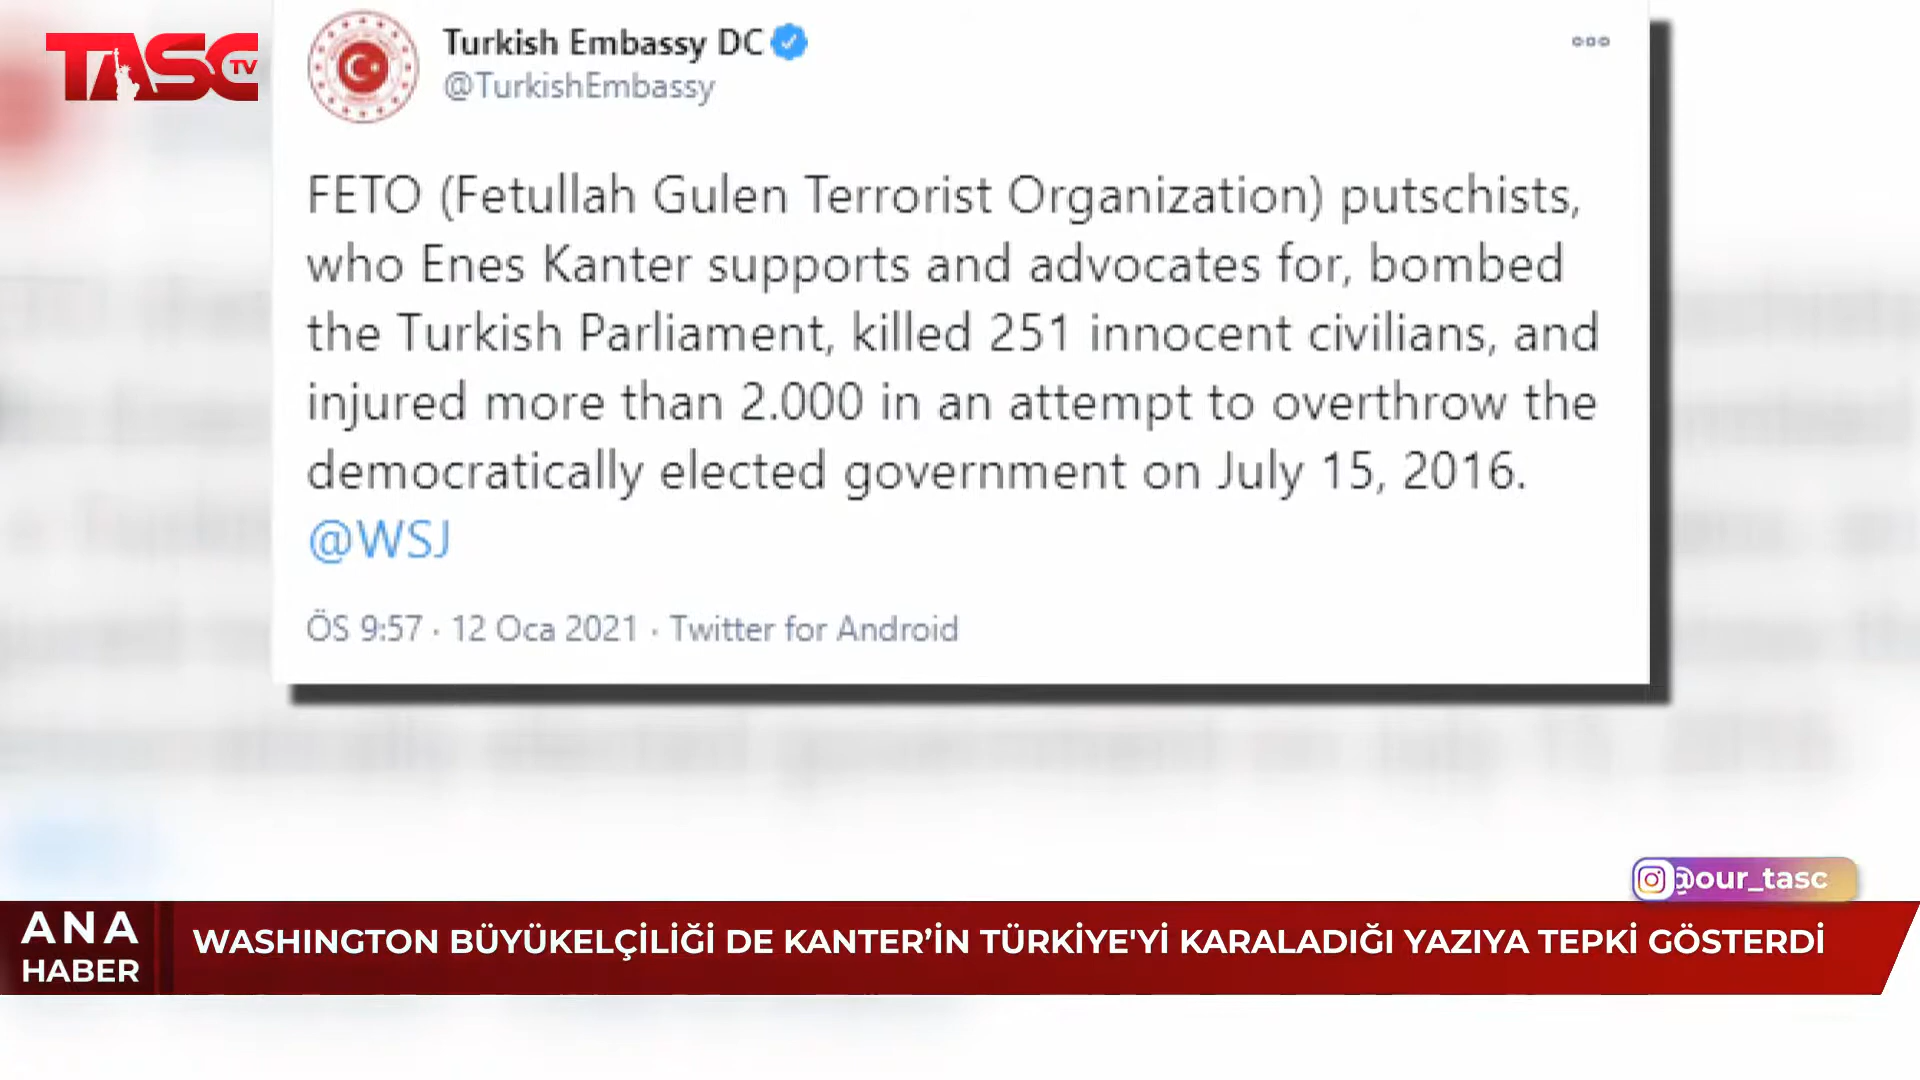 TASC TV
Turkish Embassy DC
@TurkishEmbassy
FETO (Fetullah Gulen Terrorist Organization) putschists,
who Enes Kanter supports and advocates for, bombed
the Turkish Parliament, killed 251 innocent civilians, and
injured more than 2.000 in an attempt to overthrow the
democratically elected government on July 15, 2016.
@WSJ
ÖS 9:57 · 12 Oca 2021 · Twitter for Android
@our_tasc
ANA
HABER
WASHINGTON BÜYÜKELÇİLİĞİ DE KANTER’İN TÜRKİYE'Yİ KARALADIĞI YAZIYA TEPKİ GÖSTERDİ